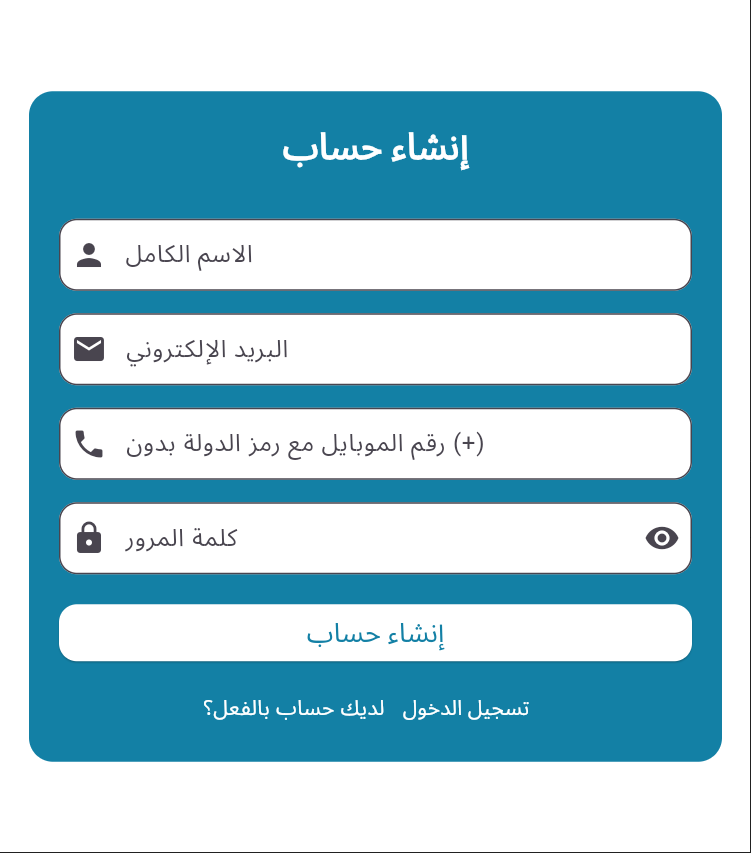 إنشاء حساب
الاسم الكامل
البريد الإلكتروني
رقم الموبايل مع رمز الدولة بدون (+)
كلمة المرور
إنشاء حساب
لديك حساب بالفعل؟ تسجيل الدخول